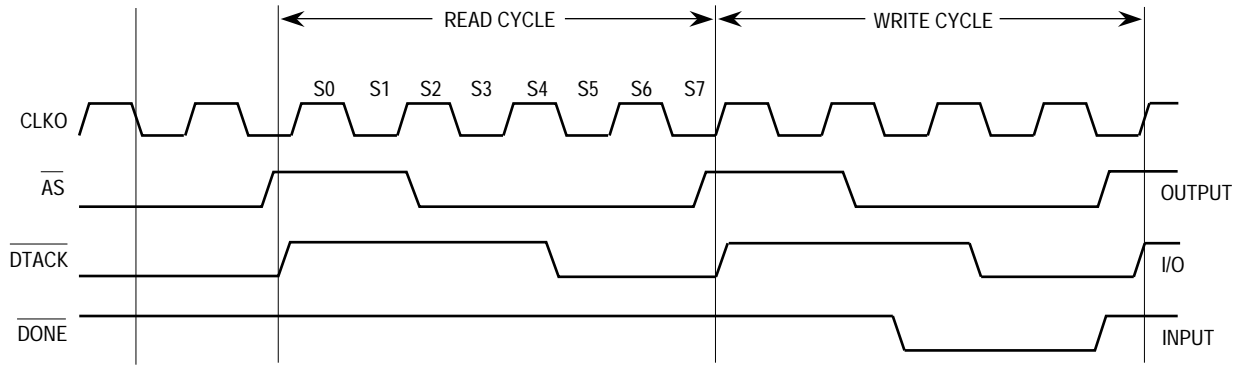 READ CYCLE WRITE CYCLE
S0 S1 S2 S3 S4 S5 S6 S7
CLKO
AS OUTPUT
DTACK I/O
DONE INPUT